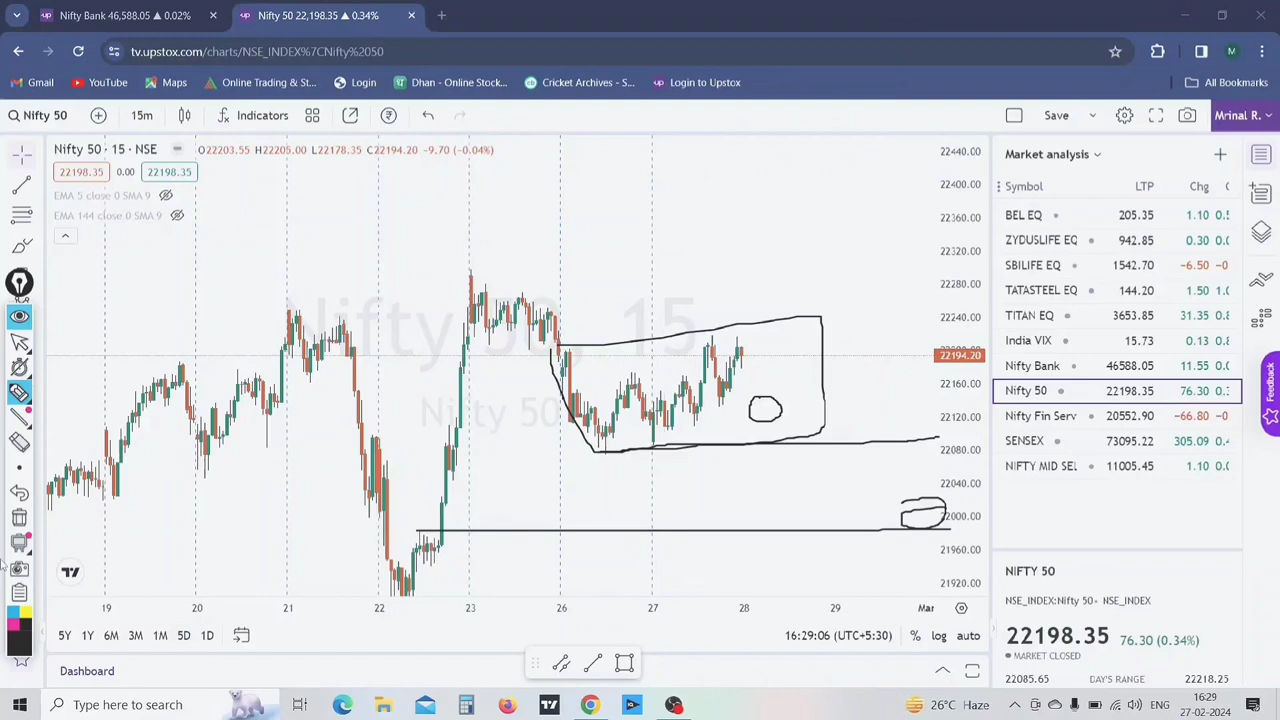 Nifty Bank 46,588.05 ▲ 0.02%
Nifty 50 22,198.35 ▲ 0.34%
tv.upstox.com/charts/NSE_INDEX%7CNifty%2050
M
Gmail YouTube Maps Online Trading & St... Login Dhan - Online Stock... Cricket Archives - S... Login to Upstox All Bookmarks
Nifty 50 15m Indicators Save Mrinal R.
Nifty 50 · 15 · NSE O22203.55 H22205.00 L22178.35 C22194.20 −9.70 (−0.04%)
22198.35 0.00 22198.35
EMA 5 close 0 SMA 9
EMA 144 close 0 SMA 9
Nifty 50, 15
Nifty 50
22440.00
22400.00
22360.00
22320.00
22280.00
22240.00
22194.20
22160.00
22120.00
22080.00
22040.00
22000.00
21960.00
21920.00
19 20 21 22 23 26 27 28 29 Mar
5Y 1Y 6M 3M 1M 5D 1D 16:29:06 (UTC+5:30) % log auto
Dashboard
Market analysis
Symbol LTP Chg
BEL EQ 205.35 1.10
ZYDUSLIFE EQ 942.85 0.30
SBILIFE EQ 1542.70 −6.50
TATASTEEL EQ 144.20 1.50
TITAN EQ 3653.85 31.35
India VIX 15.73 0.13
Nifty Bank 46588.05 11.55
Nifty 50 22198.35 76.30
Nifty Fin Serv 20552.90 −66.80
SENSEX 73095.22 305.09
NIFTY MID SEL 11005.45 1.10
Feedback
NIFTY 50
NSE_INDEX:Nifty 50 • NSE_INDEX
22198.35 76.30 (0.34%)
MARKET CLOSED
22085.65 DAY'S RANGE 22218.25
Type here to search
26°C Haze ENG 16:29
27-02-2024